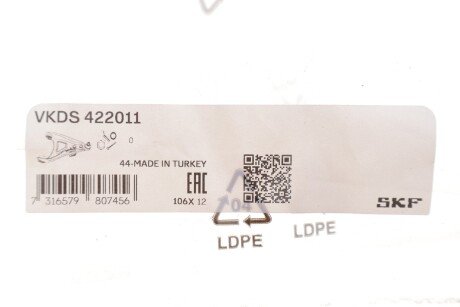 VKDS 422011
44-MADE IN TURKEY
7 316579 807456
EAC
106X 12
SKF
04
LDPE
LDPE